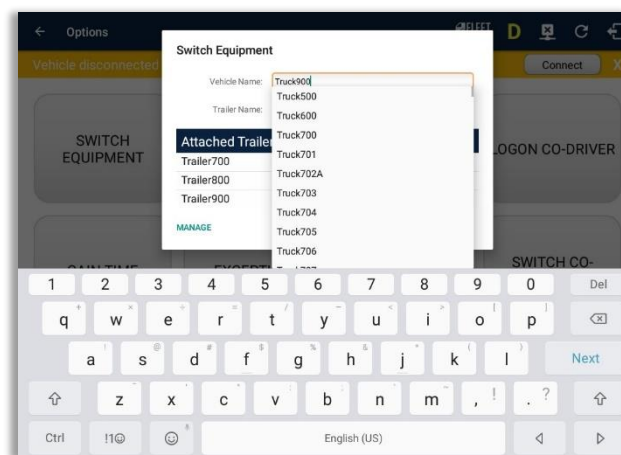 Options
FLEET
D
Vehicle disconnected
Connect
X
Switch Equipment
Vehicle Name:
Truck900
Trailer Name:
Truck500
Truck600
Truck700
Truck701
Truck702A
Truck703
Truck704
Truck705
Truck706
Attached Traile
Trailer700
Trailer800
Trailer900
MANAGE
SWITCH
EQUIPMENT
LOGON CO-DRIVER
SWITCH CO-
1 2 3 4 5 6 7 8 9 0 Del
q w e r t y u i o p
a s d f g h j k l Next
z x c v b n m , ! . ?
Ctrl !1☺ English (US)